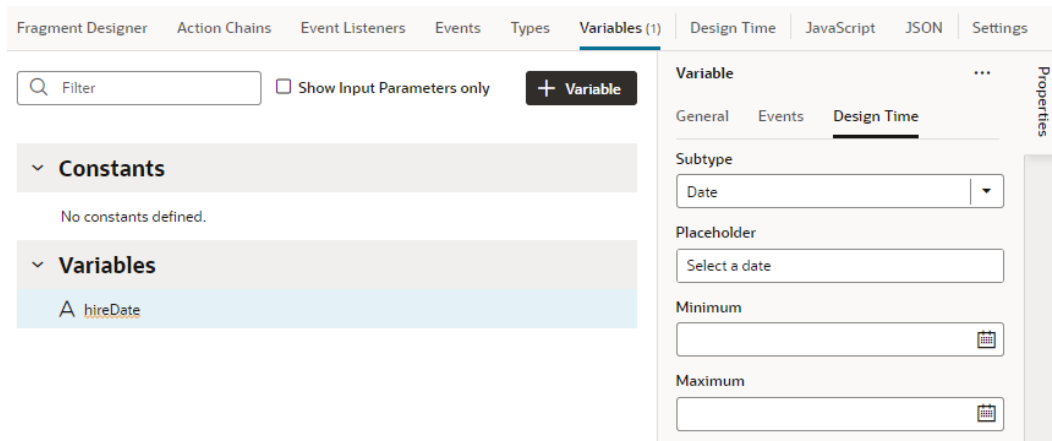 Fragment Designer Action Chains Event Listeners Events Types Variables (1) Design Time JavaScript JSON Settings
Filter
Show Input Parameters only
+ Variable
Constants
No constants defined.
Variables
A hireDate
Variable
...
General Events Design Time
Subtype
Date
Placeholder
Select a date
Minimum
Maximum
Properties